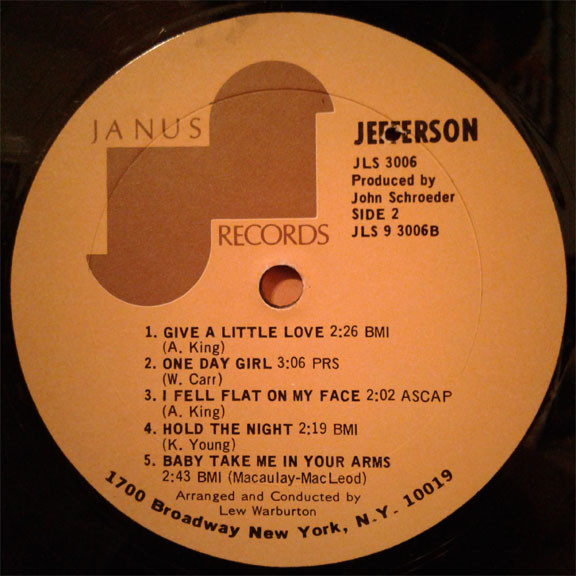 JANUS
RECORDS
JEFFERSON
JLS 3006
Produced by
John Schroeder
SIDE 2
JLS 9 3006B
1. GIVE A LITTLE LOVE 2:26 BMI
(A. King)
2. ONE DAY GIRL 3:06 PRS
(W. Carr)
3. I FELL FLAT ON MY FACE 2:02 ASCAP
(A. King)
4. HOLD THE NIGHT 2:19 BMI
(K. Young)
5. BABY TAKE ME IN YOUR ARMS
2:43 BMI (Macaulay-MacLeod)
Arranged and Conducted by
Lew Warburton
1700 Broadway New York, N.Y. 10019